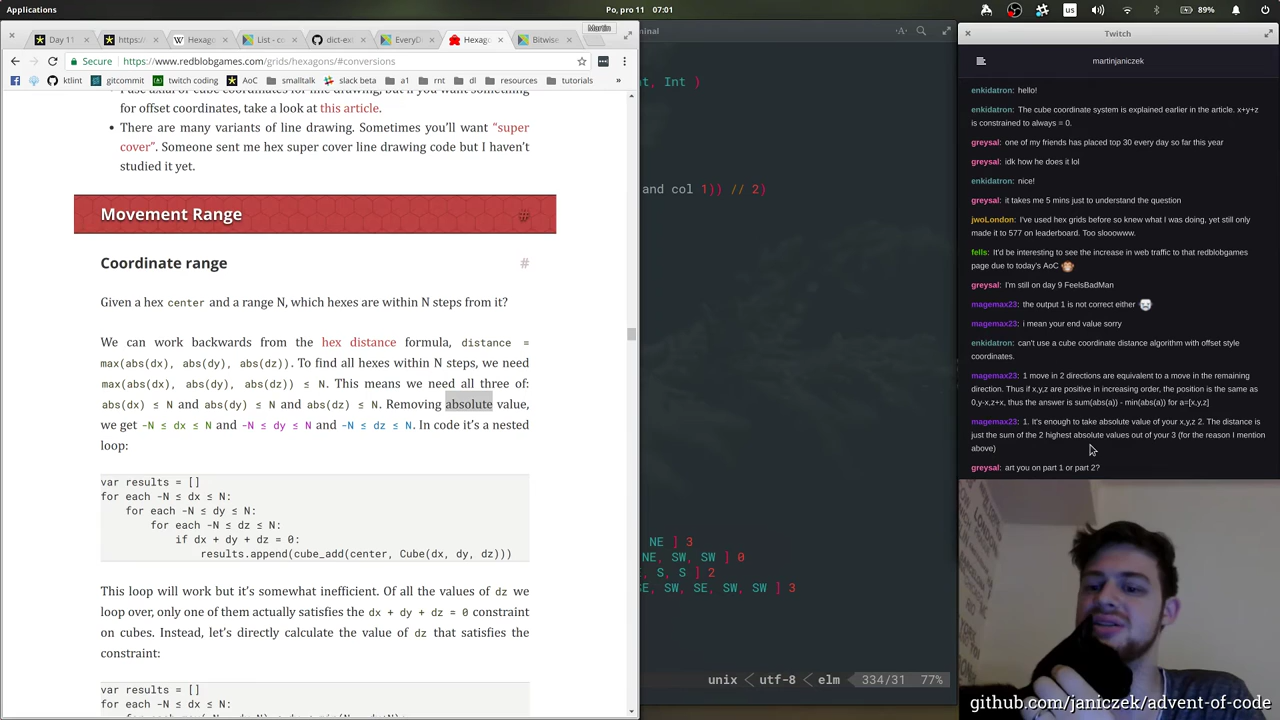 Applications
Po, pro 11 07:01
us
89%
Martin
Day 11
https:/
Hexago
List - co
dict-ex
EveryD
Hexag
Bitwise
Secure
https://www.redblobgames.com/grids/hexagons/#conversions
ktlint
gitcommit
twitch coding
AoC
smalltalk
slack beta
a1
rnt
dl
resources
tutorials
»
for offset coordinates, take a look at this article.
• There are many variants of line drawing. Sometimes you’ll want “super
cover”. Someone sent me hex super cover line drawing code but I haven’t
studied it yet.
Movement Range
#
Coordinate range
#
Given a hex center and a range N, which hexes are within N steps from it?
We can work backwards from the hex distance formula, distance =
max(abs(dx), abs(dy), abs(dz)). To find all hexes within N steps, we need
max(abs(dx), abs(dy), abs(dz)) ≤ N. This means we need all three of:
abs(dx) ≤ N and abs(dy) ≤ N and abs(dz) ≤ N. Removing absolute value,
we get -N ≤ dx ≤ N and -N ≤ dy ≤ N and -N ≤ dz ≤ N. In code it’s a nested
loop:
var results = []
for each -N ≤ dx ≤ N:
for each -N ≤ dy ≤ N:
for each -N ≤ dz ≤ N:
if dx + dy + dz = 0:
results.append(cube_add(center, Cube(dx, dy, dz)))
This loop will work but it’s somewhat inefficient. Of all the values of dz we
loop over, only one of them actually satisfies the dx + dy + dz = 0 constraint
on cubes. Instead, let’s directly calculate the value of dz that satisfies the
constraint:
var results = []
for each -N ≤ dx ≤ N:
minal
nt, Int )
and col 1)) // 2)
NE ] 3
NE, SW, SW ] 0
, S, S ] 2
SE, SW, SE, SW, SW ] 3
unix < utf-8 < elm 334/31 77%
Twitch
martinjaniczek
enkidatron: hello!
enkidatron: The cube coordinate system is explained earlier in the article. x+y+z
is constrained to always = 0.
greysal: one of my friends has placed top 30 every day so far this year
greysal: idk how he does it lol
enkidatron: nice!
greysal: it takes me 5 mins just to understand the question
jwoLondon: I've used hex grids before so knew what I was doing, yet still only
made it to 577 on leaderboard. Too slooowww.
fells: It'd be interesting to see the increase in web traffic to that redblobgames
page due to today's AoC
greysal: I'm still on day 9 FeelsBadMan
magemax23: the output 1 is not correct either
magemax23: i mean your end value sorry
enkidatron: can't use a cube coordinate distance algorithm with offset style
coordinates.
magemax23: 1 move in 2 directions are equivalent to a move in the remaining
direction. Thus if x,y,z are positive in increasing order, the position is the same as
0,y-x,z+x, thus the answer is sum(abs(a)) - min(abs(a)) for a=[x,y,z]
magemax23: 1. It's enough to take absolute value of your x,y,z 2. The distance is
just the sum of the 2 highest absolute values out of your 3 (for the reason I mention
above)
greysal: art you on part 1 or part 2?
github.com/janiczek/advent-of-code